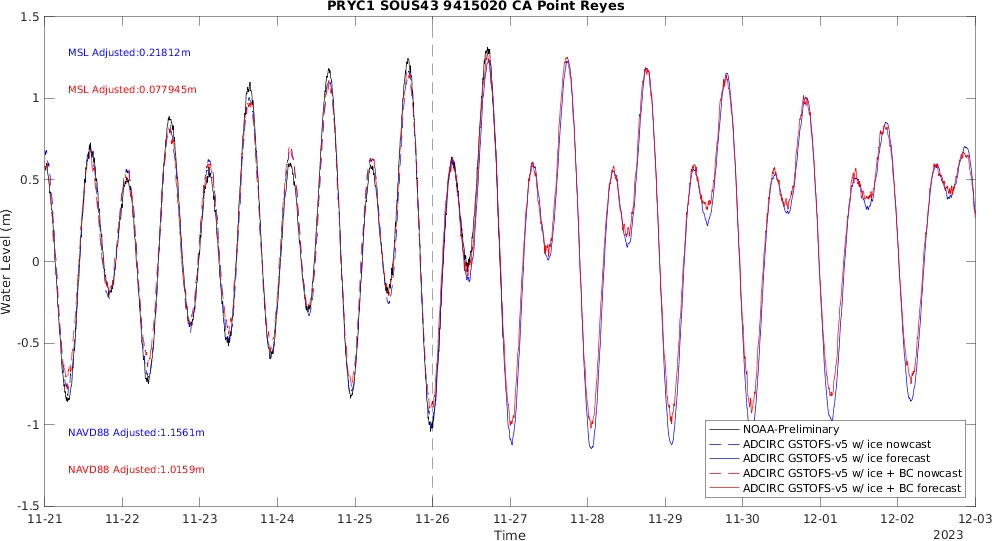 PRYC1 SOUS43 9415020 CA Point Reyes
1.5
1
0.5
0
-0.5
-1
-1.5
Water Level (m)
MSL Adjusted:0.21812m
MSL Adjusted:0.077945m
NAVD88 Adjusted:1.1561m
NAVD88 Adjusted:1.0159m
NOAA-Preliminary
ADCIRC GSTOFS-v5 w/ ice nowcast
ADCIRC GSTOFS-v5 w/ ice forecast
ADCIRC GSTOFS-v5 w/ ice + BC nowcast
ADCIRC GSTOFS-v5 w/ ice + BC forecast
11-21 11-22 11-23 11-24 11-25 11-26 11-27 11-28 11-29 11-30 12-01 12-02 12-03
Time
2023